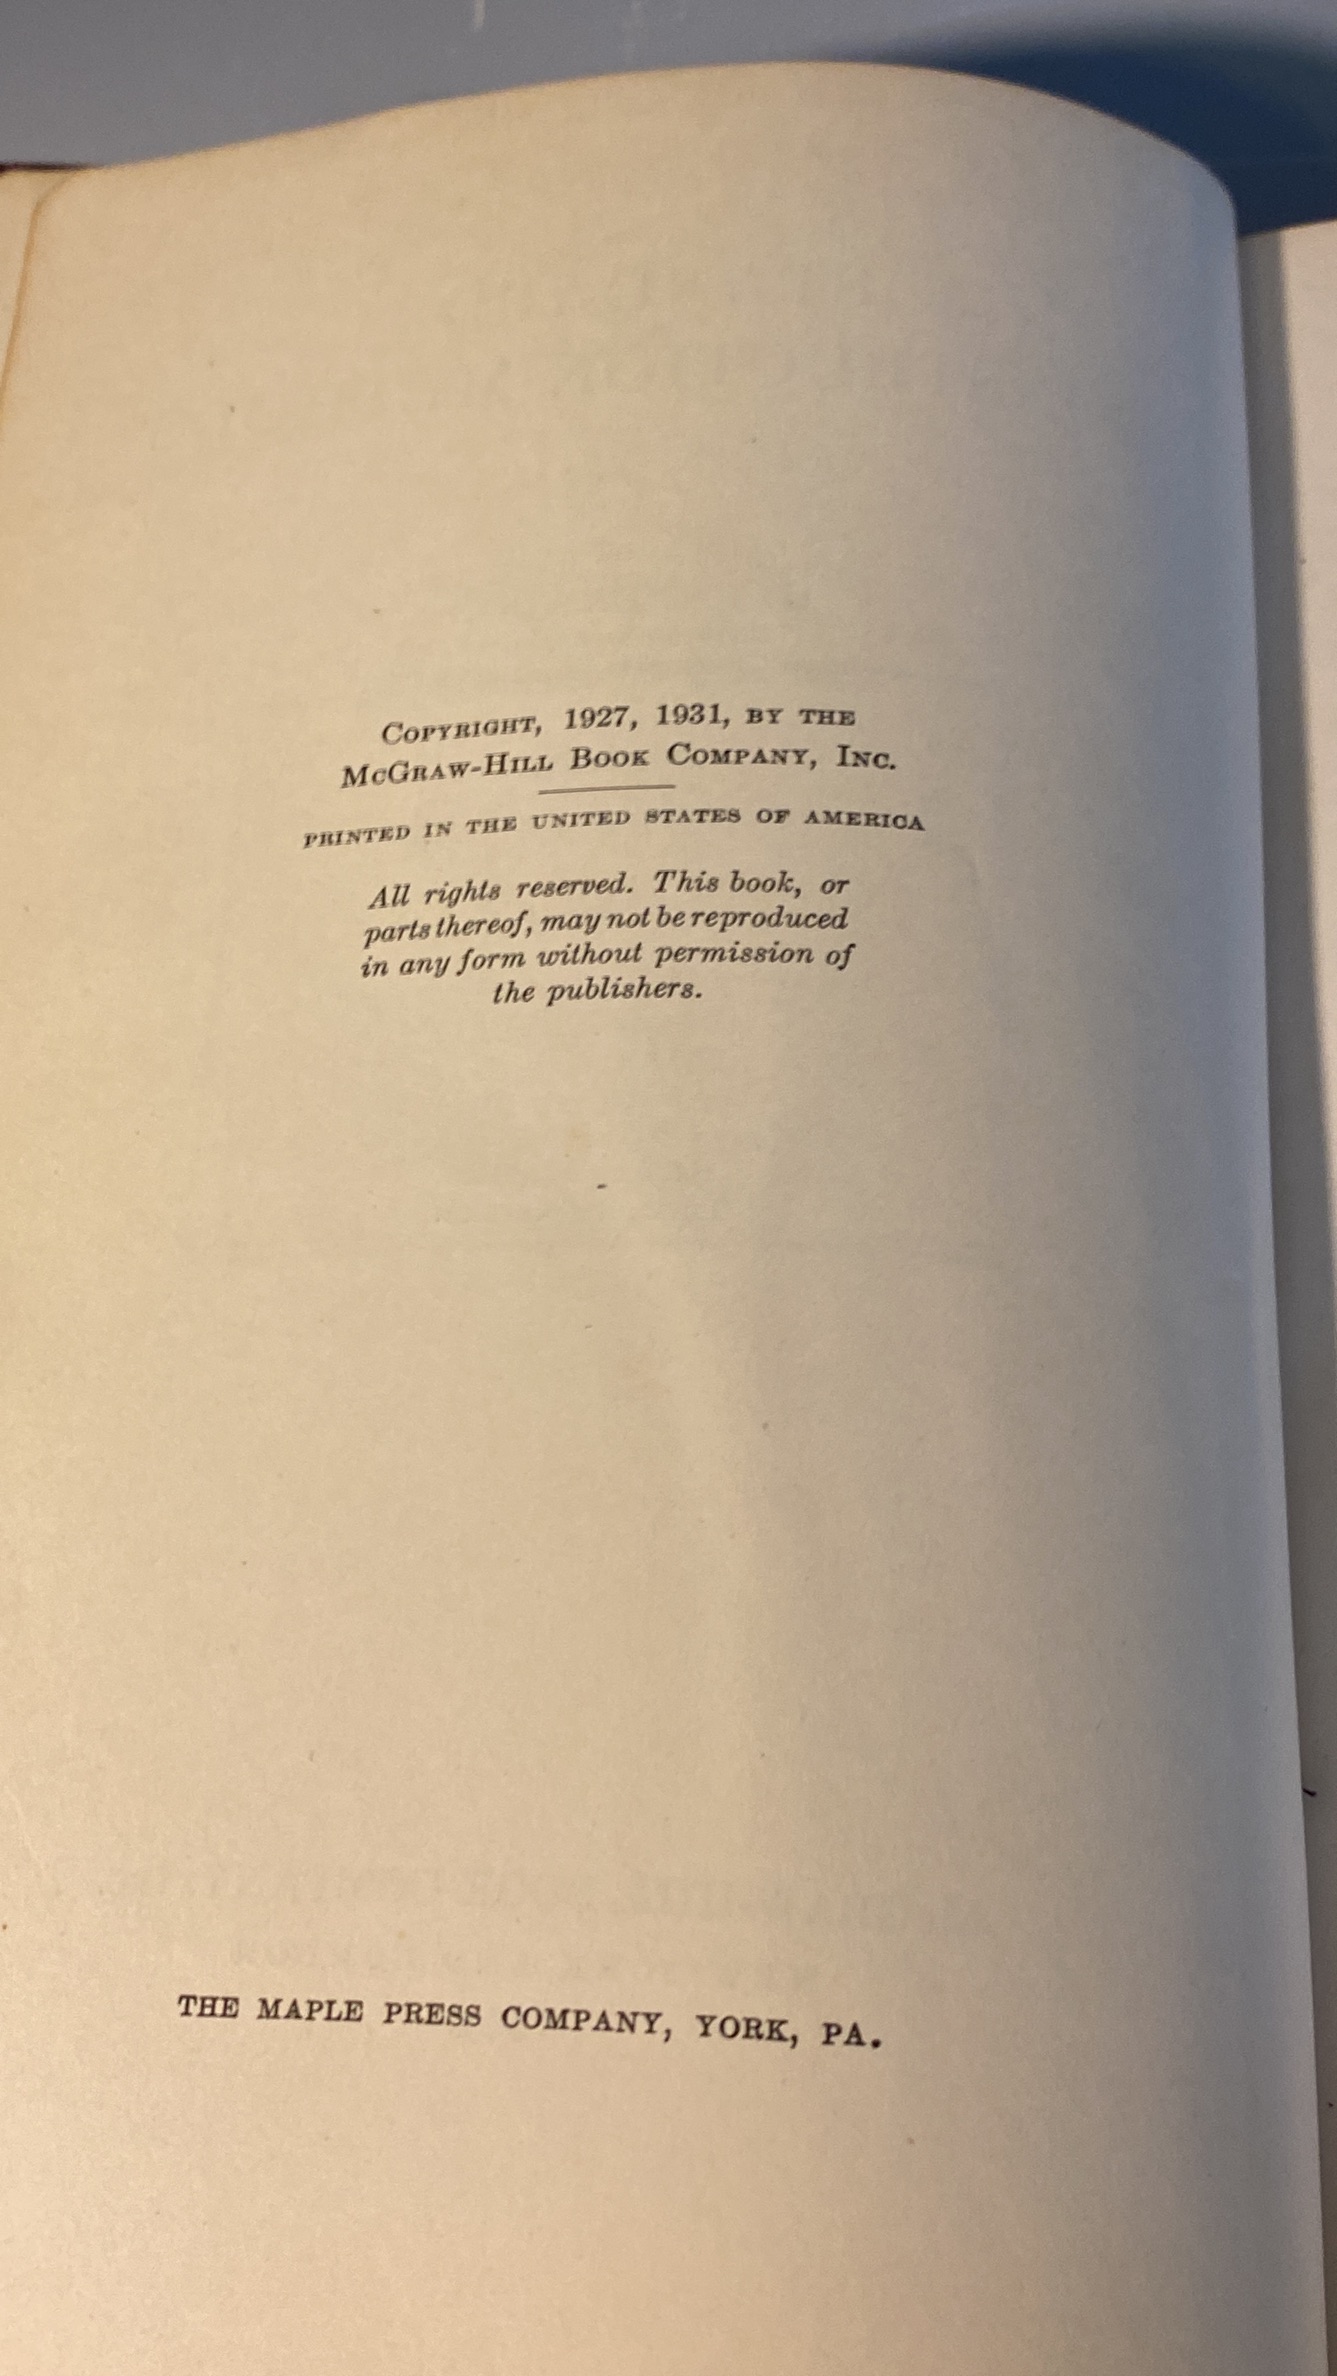 Copyright, 1927, 1931, by the
McGraw-Hill Book Company, Inc.
PRINTED IN THE UNITED STATES OF AMERICA
All rights reserved. This book, or
parts thereof, may not be reproduced
in any form without permission of
the publishers.
THE MAPLE PRESS COMPANY, YORK, PA.